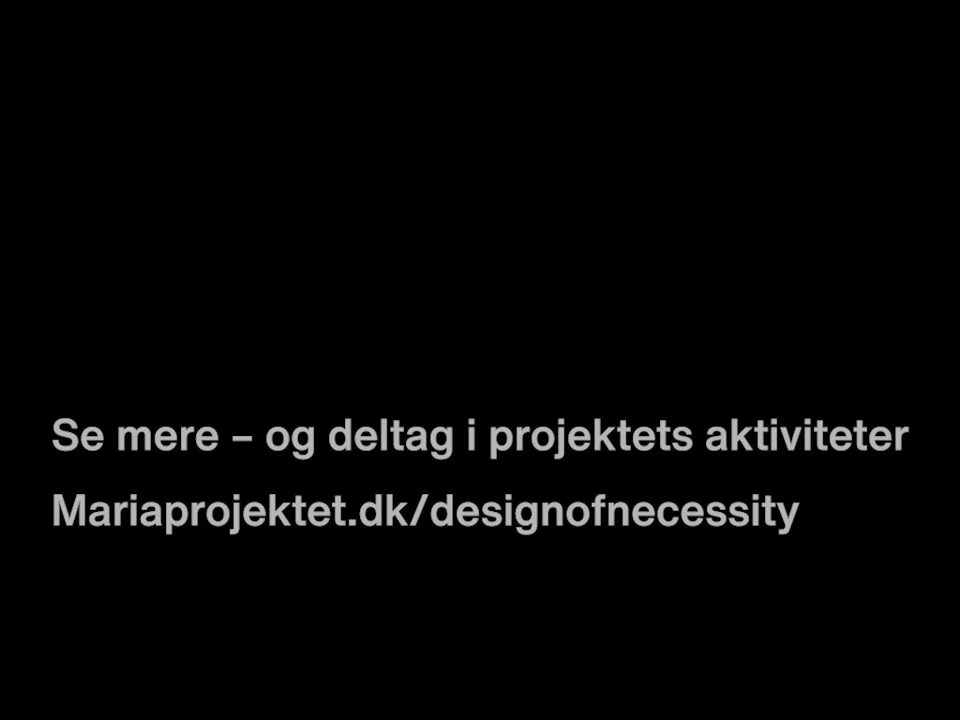 Se mere – og deltag i projektets aktiviteter
Mariaprojektet.dk/designofnecessity